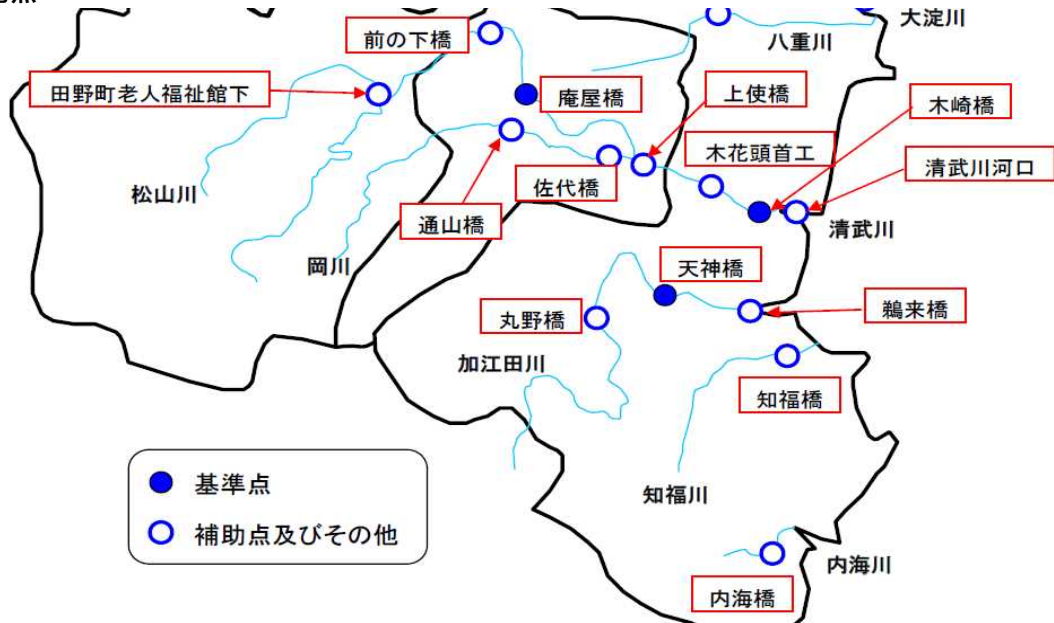 大淀川
前の下橋
八重川
田野町老人福祉館下
庵屋橋
上使橋
木崎橋
木花頭首工
清武川河口
佐代橋
松山川
通山橋
清武川
岡川
天神橋
丸野橋
鵜来橋
加江田川
知福橋
基準点
知福川
補助点及びその他
内海川
内海橋